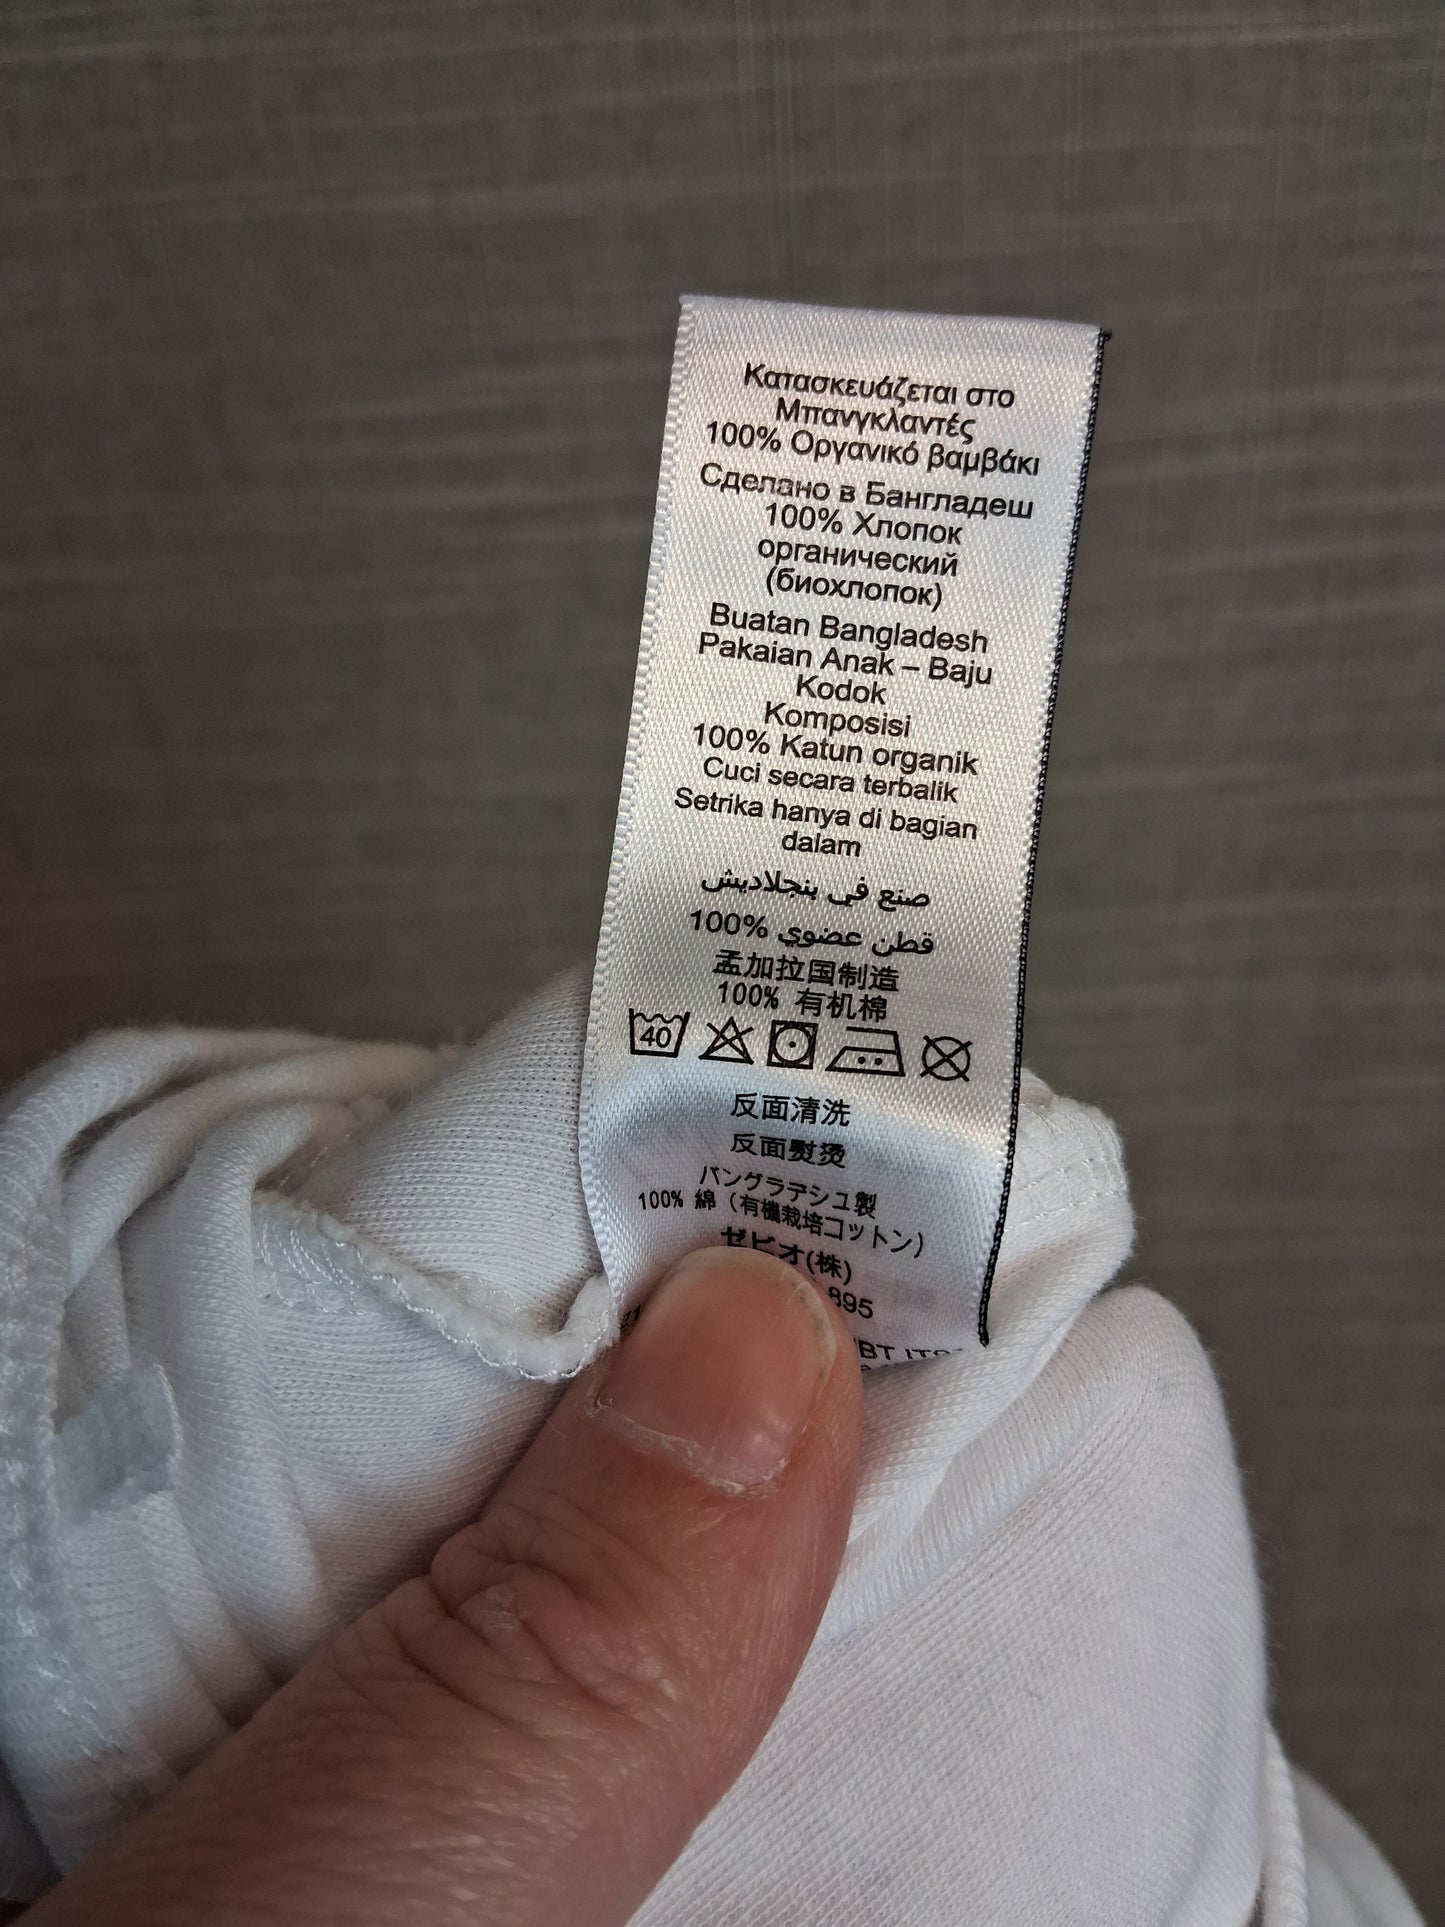 Κατασκευάζεται στο
Μπανγκλαντές
100% Οργανικό βαμβάκι
Сделано в Бангладеш
100% Хлопок
органический
(биохлопок)
Buatan Bangladesh
Pakaian Anak – Baju
Kodok
Komposisi
100% Katun organik
Cuci secara terbalik
Setrika hanya di bagian
dalam
صنع في بنجلاديش
100% قطن عضوي
孟加拉国制造
100% 有机棉
40
反面清洗
反面熨烫
バングラデシュ製
100% 綿（有機栽培コットン）
ゼビオ(株)
895